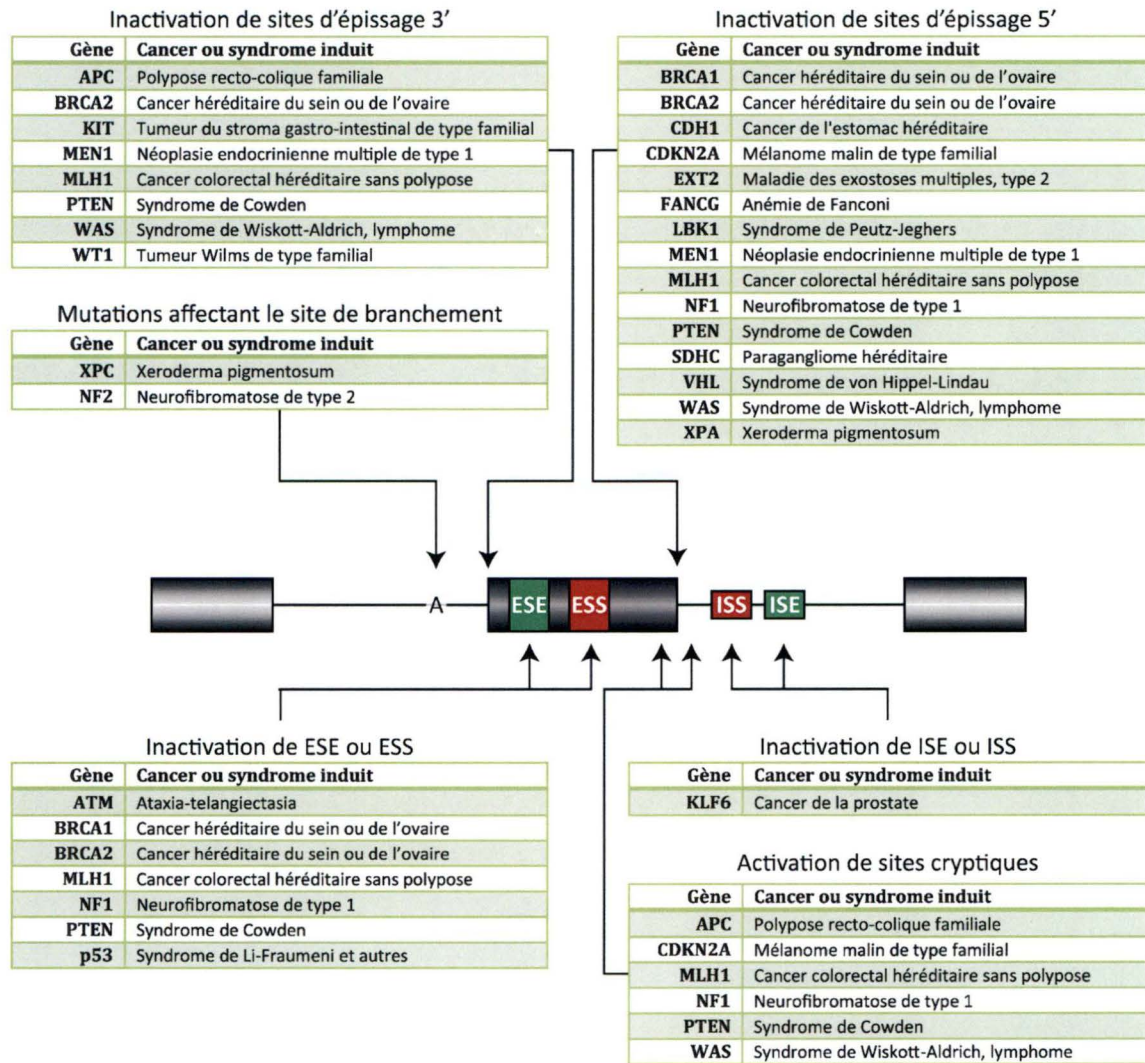 Inactivation de sites d'épissage 3'
Gène Cancer ou syndrome induit
APC Polypose recto-colique familiale
BRCA2 Cancer héréditaire du sein ou de l'ovaire
KIT Tumeur du stroma gastro-intestinal de type familial
MEN1 Néoplasie endocrinienne multiple de type 1
MLH1 Cancer colorectal héréditaire sans polypose
PTEN Syndrome de Cowden
WAS Syndrome de Wiskott-Aldrich, lymphome
WT1 Tumeur Wilms de type familial
Mutations affectant le site de branchement
Gène Cancer ou syndrome induit
XPC Xeroderma pigmentosum
NF2 Neurofibromatose de type 2
Inactivation de sites d'épissage 5'
Gène Cancer ou syndrome induit
BRCA1 Cancer héréditaire du sein ou de l'ovaire
BRCA2 Cancer héréditaire du sein ou de l'ovaire
CDH1 Cancer de l'estomac héréditaire
CDKN2A Mélanome malin de type familial
EXT2 Maladie des exostoses multiples, type 2
FANCG Anémie de Fanconi
LBK1 Syndrome de Peutz-Jeghers
MEN1 Néoplasie endocrinienne multiple de type 1
MLH1 Cancer colorectal héréditaire sans polypose
NF1 Neurofibromatose de type 1
PTEN Syndrome de Cowden
SDHC Paragangliome héréditaire
VHL Syndrome de von Hippel-Lindau
WAS Syndrome de Wiskott-Aldrich, lymphome
XPA Xeroderma pigmentosum
A ESE ESS ISS ISE
Inactivation de ESE ou ESS
Gène Cancer ou syndrome induit
ATM Ataxia-telangiectasia
BRCA1 Cancer héréditaire du sein ou de l'ovaire
BRCA2 Cancer héréditaire du sein ou de l'ovaire
MLH1 Cancer colorectal héréditaire sans polypose
NF1 Neurofibromatose de type 1
PTEN Syndrome de Cowden
p53 Syndrome de Li-Fraumeni et autres
Inactivation de ISE ou ISS
Gène Cancer ou syndrome induit
KLF6 Cancer de la prostate
Activation de sites cryptiques
Gène Cancer ou syndrome induit
APC Polypose recto-colique familiale
CDKN2A Mélanome malin de type familial
MLH1 Cancer colorectal héréditaire sans polypose
NF1 Neurofibromatose de type 1
PTEN Syndrome de Cowden
WAS Syndrome de Wiskott-Aldrich, lymphome